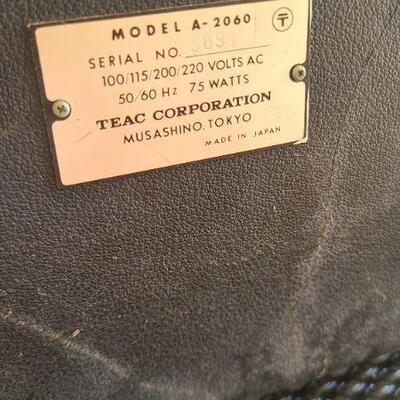 MODEL A-2060
SERIAL NO.
100/115/200/220 VOLTS AC
50/60 Hz 75 WATTS
TEAC CORPORATION
MUSASHINO. TOKYO
MADE IN JAPAN